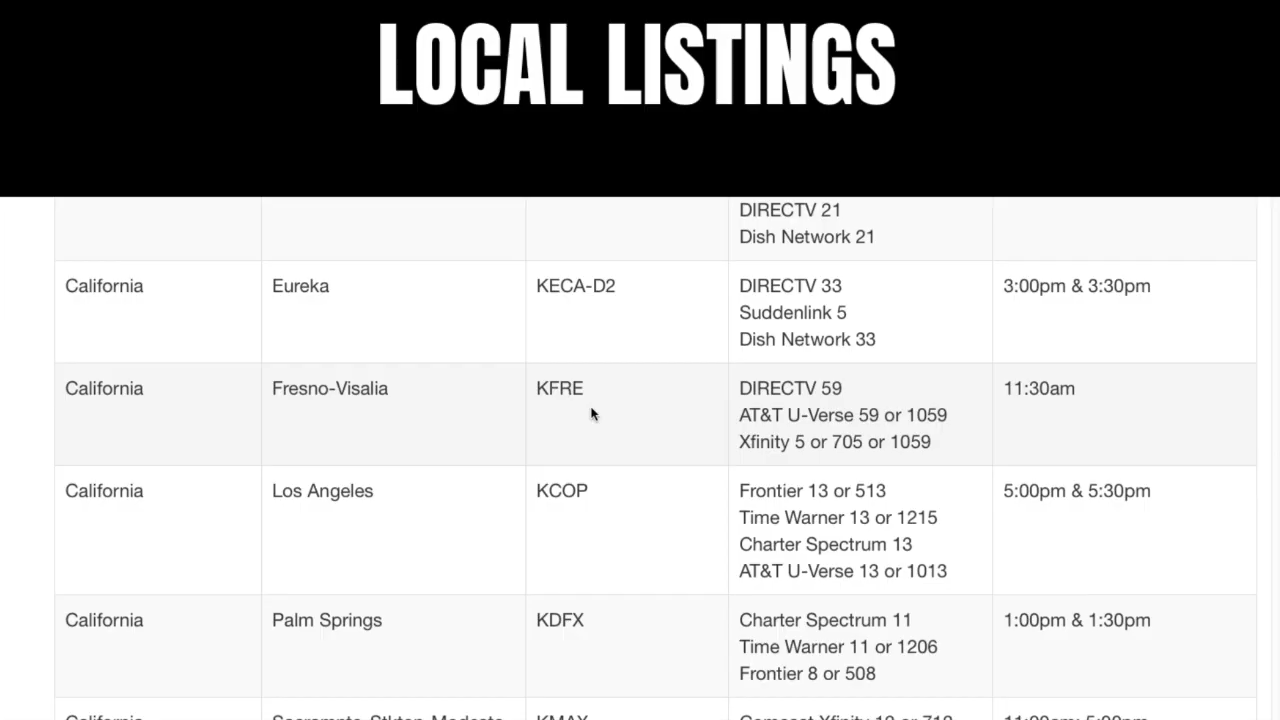 LOCAL LISTINGS
DIRECTV 21
Dish Network 21
California Eureka KECA-D2 DIRECTV 33 3:00pm & 3:30pm
Suddenlink 5
Dish Network 33
California Fresno-Visalia KFRE DIRECTV 59 11:30am
AT&T U-Verse 59 or 1059
Xfinity 5 or 705 or 1059
California Los Angeles KCOP Frontier 13 or 513 5:00pm & 5:30pm
Time Warner 13 or 1215
Charter Spectrum 13
AT&T U-Verse 13 or 1013
California Palm Springs KDFX Charter Spectrum 11 1:00pm & 1:30pm
Time Warner 11 or 1206
Frontier 8 or 508
California KMAX Comcast Xfinity